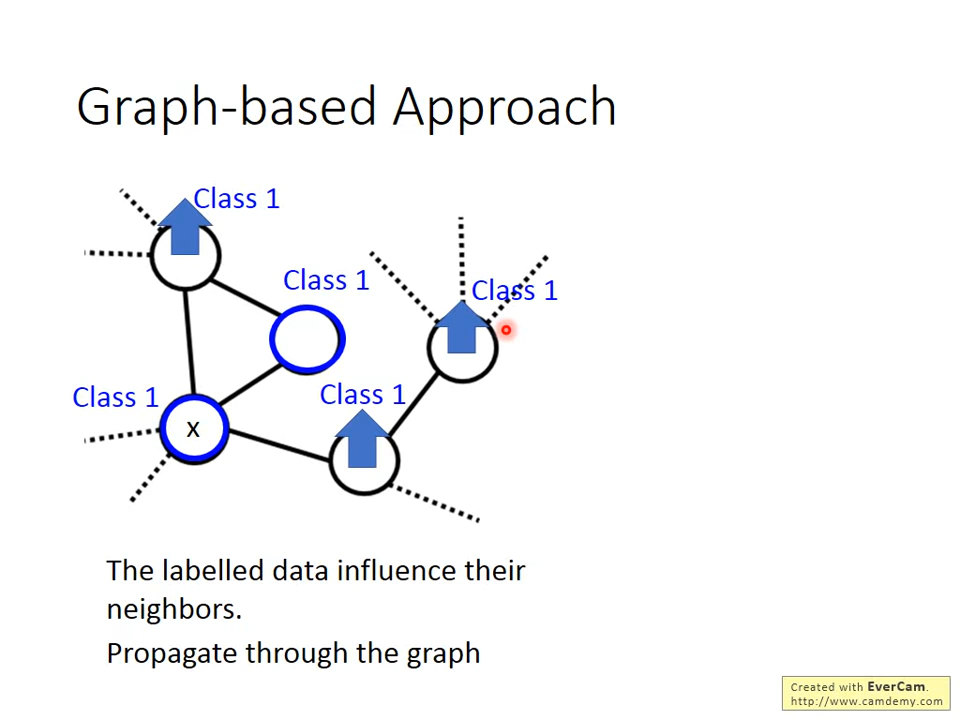 Graph-based Approach
Class 1
Class 1
Class 1
Class 1
Class 1
x
The labelled data influence their
neighbors.
Propagate through the graph
Created with EverCam.
http://www.camdemy.com